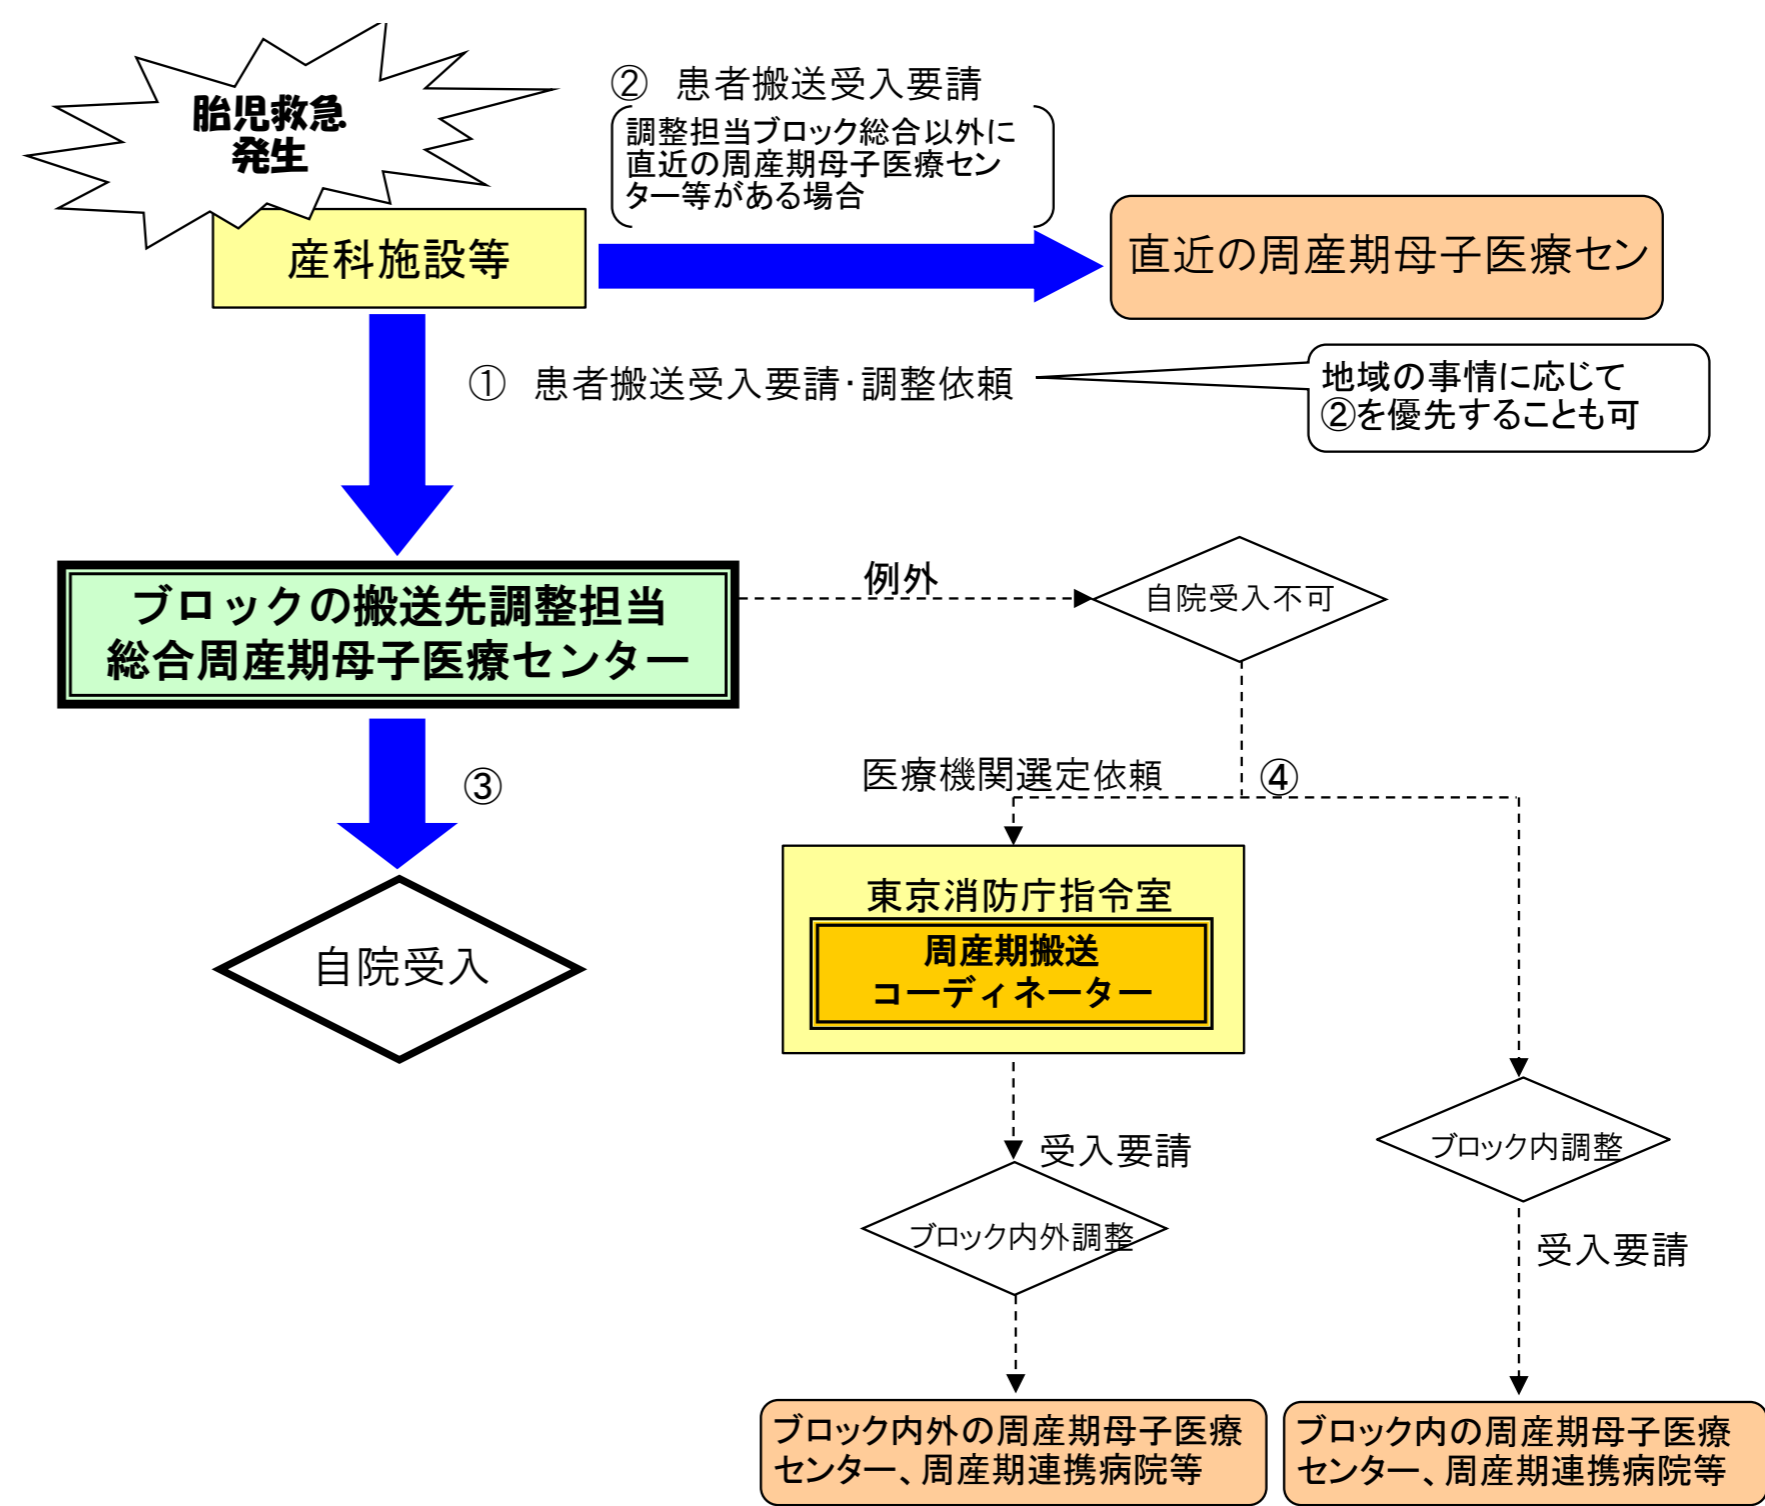 胎児救急
発生
② 患者搬送受入要請
調整担当ブロック総合以外に
直近の周産期母子医療セン
ター等がある場合
産科施設等
直近の周産期母子医療セン
① 患者搬送受入要請・調整依頼
地域の事情に応じて
②を優先することも可
ブロックの搬送先調整担当
総合周産期母子医療センター
例外
自院受入不可
③
医療機関選定依頼
④
自院受入
東京消防庁指令室
周産期搬送
コーディネーター
受入要請
ブロック内調整
ブロック内外調整
受入要請
ブロック内外の周産期母子医療
センター、周産期連携病院等
ブロック内の周産期母子医療
センター、周産期連携病院等